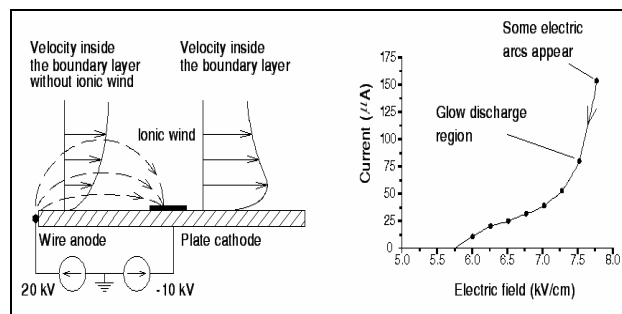 Velocity inside
the boundary layer
without ionic wind
Velocity inside
the boundary layer
Ionic wind
Wire anode
Plate cathode
20 kV
-10 kV
Some electric
arcs appear
Glow discharge
region
Current (µA)
175
150
125
100
75
50
25
0
5.0 5.5 6.0 6.5 7.0 7.5 8.0
Electric field (kV/cm)